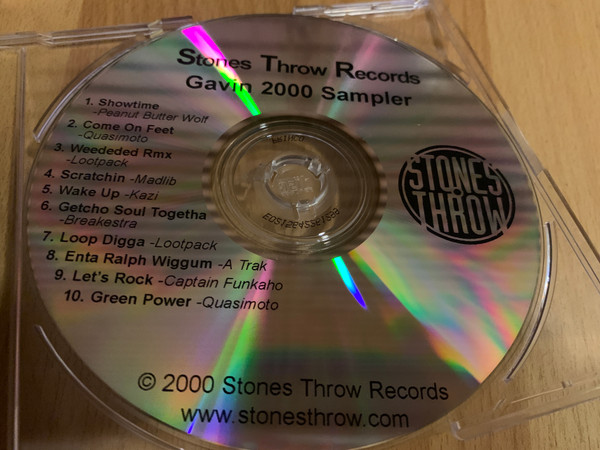 Stones Throw Records
Gavin 2000 Sampler
1. Showtime
-Peanut Butter Wolf
2. Come On Feet
-Quasimoto
3. Weededed Rmx
-Lootpack
4. Scratchin -Madlib
5. Wake Up -Kazi
6. Getcho Soul Togetha
-Breakestra
7. Loop Digga -Lootpack
8. Enta Ralph Wiggum -A Trak
9. Let's Rock -Captain Funkaho
10. Green Power -Quasimoto
STONES
THROW
© 2000 Stones Throw Records
www.stonesthrow.com